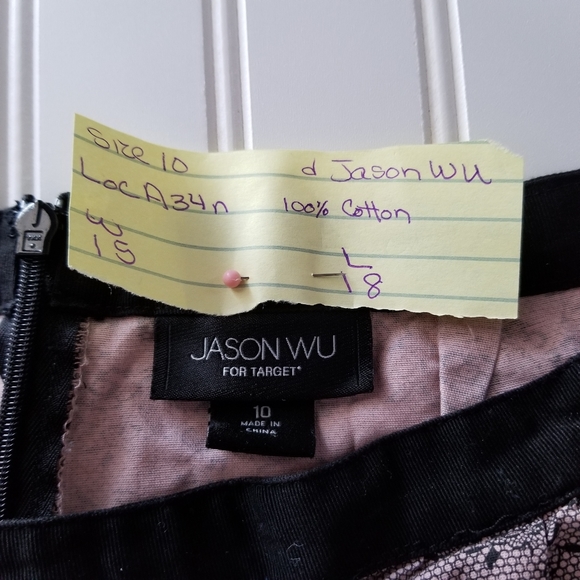 Size 10 d Jason WU
Loc A34n 100% Cotton
W L
15 18
JASON WU
FOR TARGET*
10
MADE IN
CHINA